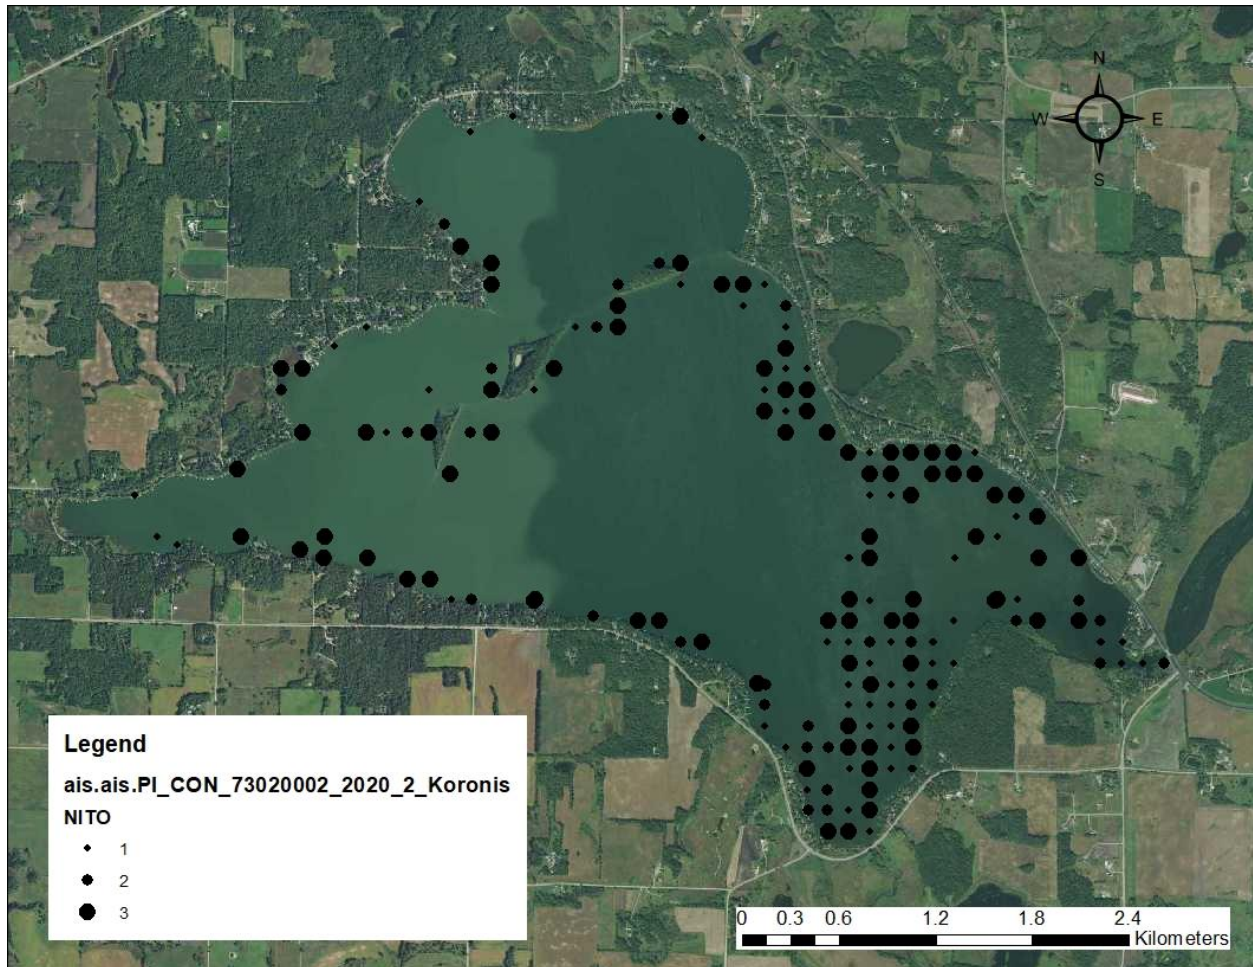 N
W E
S
Legend
ais.ais.PI_CON_73020002_2020_2_Koronis
NITO
1
2
3
0 0.3 0.6 1.2 1.8 2.4
Kilometers